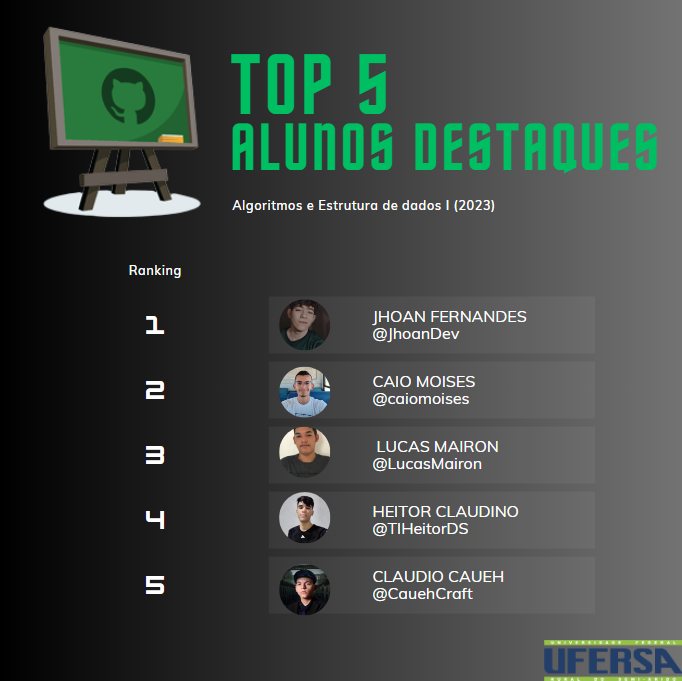 TOP 5
ALUNOS DESTAQUES
Algoritmos e Estrutura de dados I (2023)
Ranking
1
JHOAN FERNANDES
@JhoanDev
2
CAIO MOISES
@caiomoises
3
LUCAS MAIRON
@LucasMairon
4
HEITOR CLAUDINO
@TIHeitorDS
5
CLAUDIO CAUEH
@CauehCraft
UNIVERSIDADE FEDERAL
UFERSA
RURAL DO SEMI-ÁRIDO